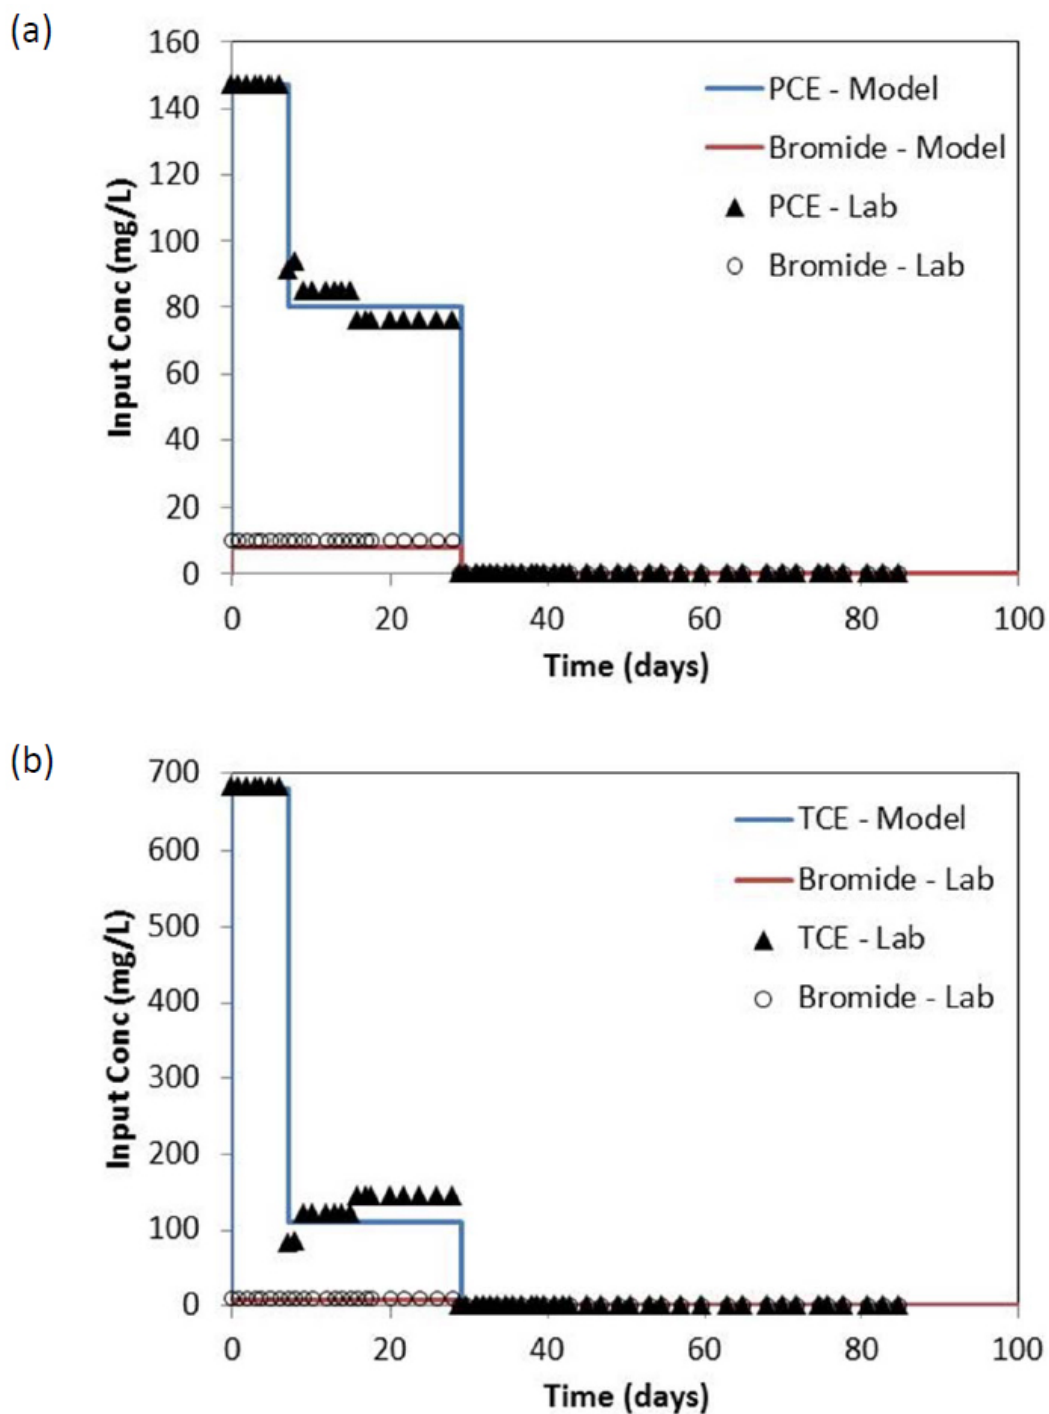 (a)
160
140
120
100
80
60
40
20
0
Input Conc (mg/L)
PCE - Model
Bromide - Model
PCE - Lab
Bromide - Lab
0 20 40 60 80 100
Time (days)
(b)
700
600
500
400
300
200
100
0
Input Conc (mg/L)
TCE - Model
Bromide - Lab
TCE - Lab
Bromide - Lab
0 20 40 60 80 100
Time (days)